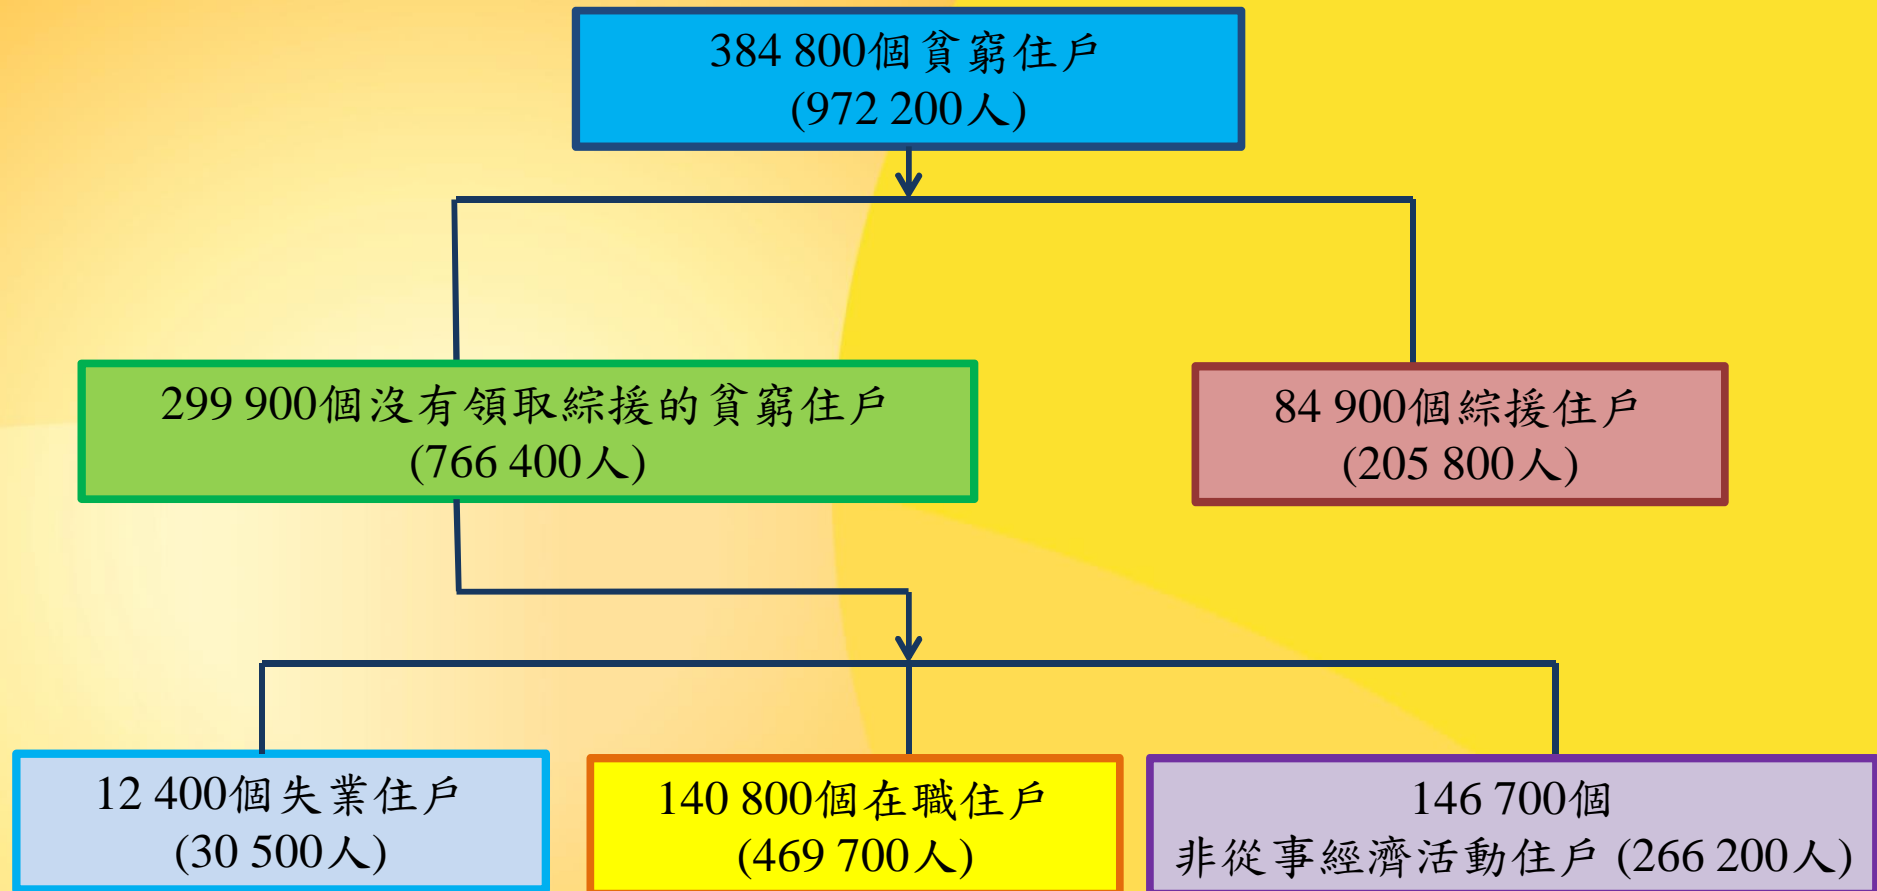 384 800個貧窮住戶
(972 200人)
299 900個沒有領取綜援的貧窮住戶
(766 400人)
84 900個綜援住戶
(205 800人)
12 400個失業住戶
(30 500人)
140 800個在職住戶
(469 700人)
146 700個
非從事經濟活動住戶 (266 200人)